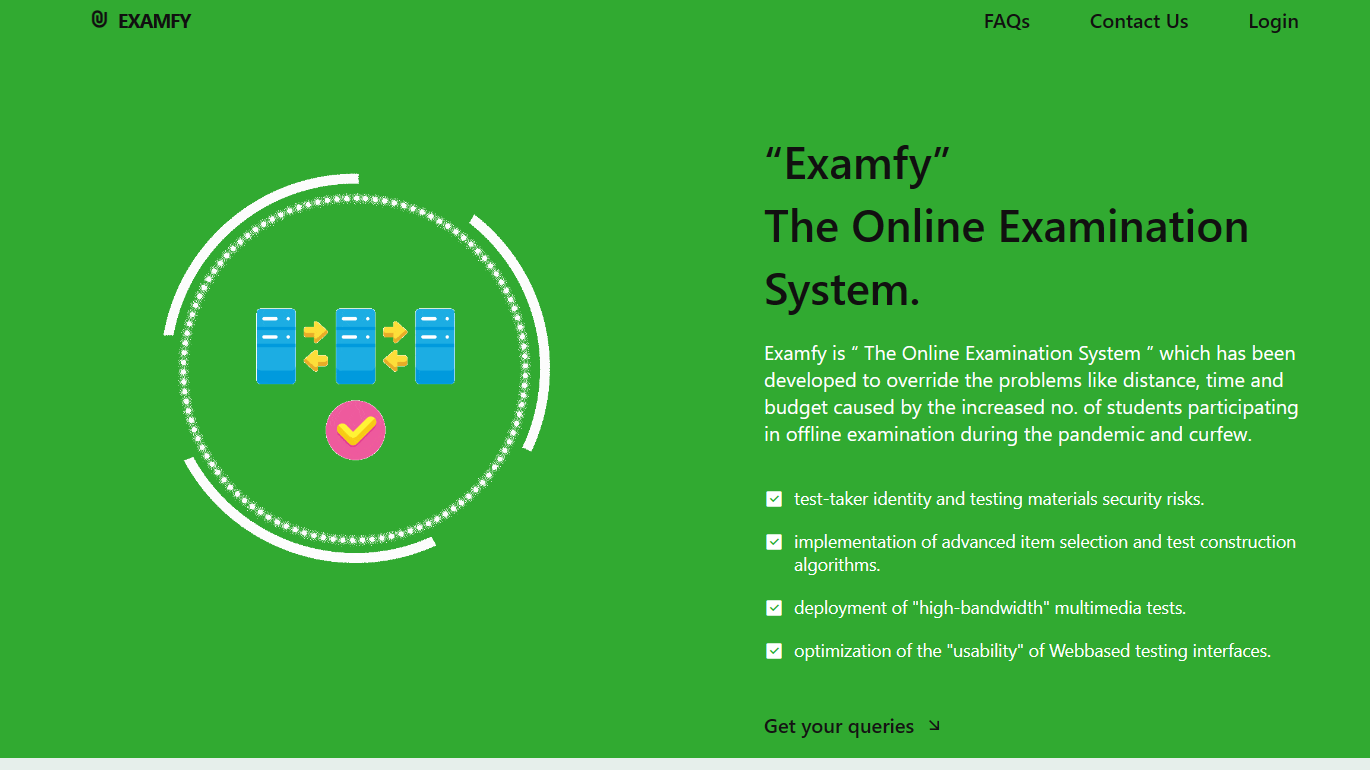 EXAMFY
FAQs
Contact Us
Login
“Examfy”
The Online Examination
System.
Examfy is “ The Online Examination System ” which has been
developed to override the problems like distance, time and
budget caused by the increased no. of students participating
in offline examination during the pandemic and curfew.
test-taker identity and testing materials security risks.
implementation of advanced item selection and test construction
algorithms.
deployment of "high-bandwidth" multimedia tests.
optimization of the "usability" of Webbased testing interfaces.
Get your queries